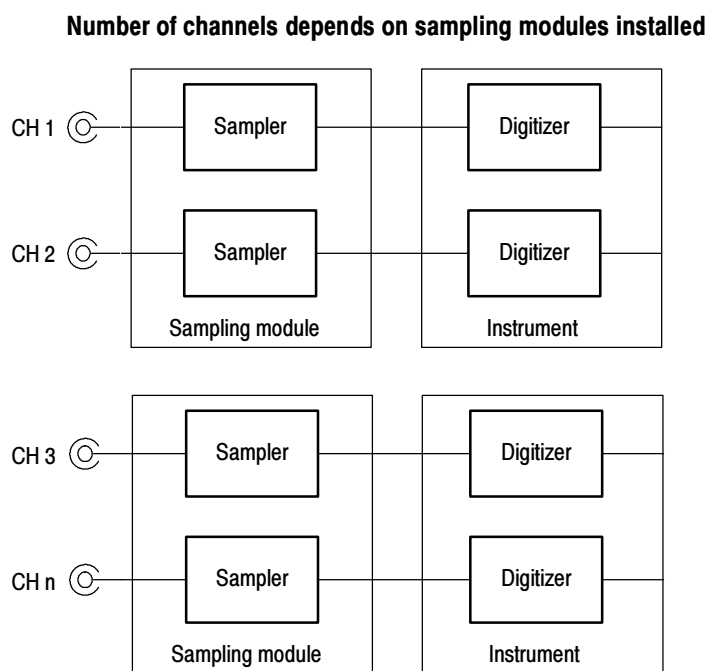 Number of channels depends on sampling modules installed
CH 1
Sampler
Digitizer
CH 2
Sampler
Digitizer
Sampling module
Instrument
CH 3
Sampler
Digitizer
CH n
Sampler
Digitizer
Sampling module
Instrument